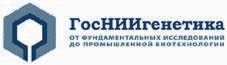 ГосНИИгенетика
ОТ ФУНДАМЕНТАЛЬНЫХ ИССЛЕДОВАНИЙ
ДО ПРОМЫШЛЕННОЙ БИОТЕХНОЛОГИИ